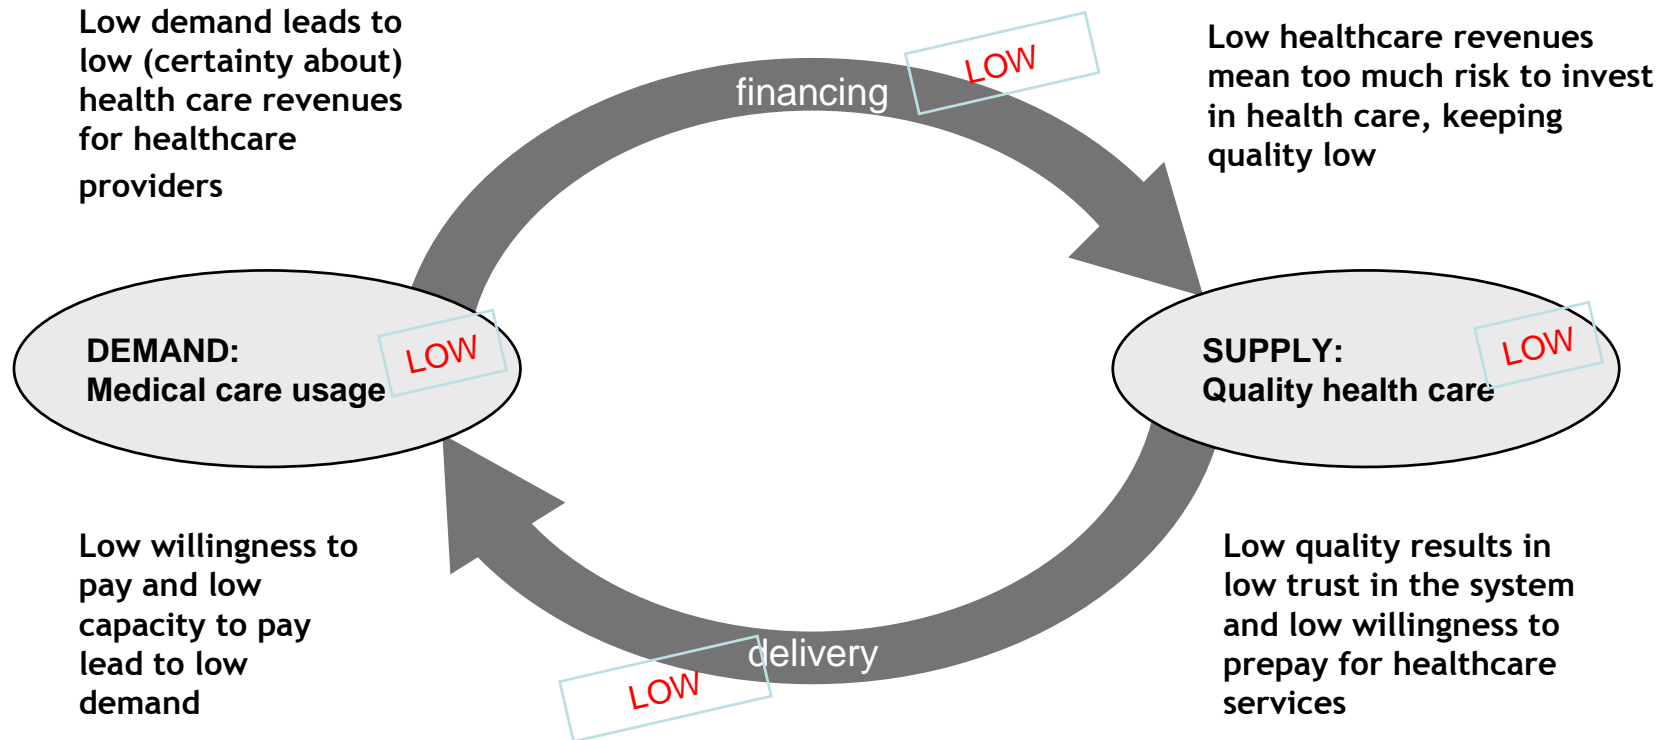 Low demand leads to
low (certainty about)
health care revenues
for healthcare
providers
financing
LOW
Low healthcare revenues
mean too much risk to invest
in health care, keeping
quality low
DEMAND:
Medical care usage
LOW
SUPPLY:
Quality health care
LOW
Low willingness to
pay and low
capacity to pay
lead to low
demand
delivery
LOW
Low quality results in
low trust in the system
and low willingness to
prepay for healthcare
services